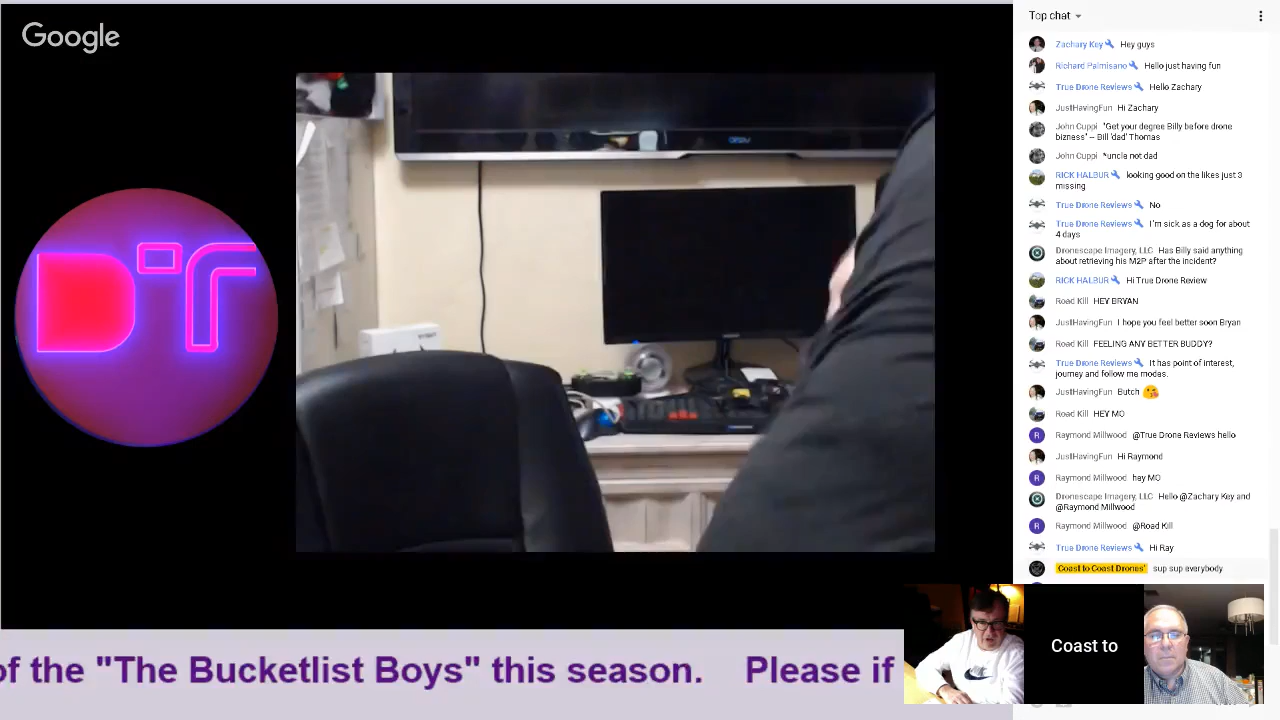 Google
Top chat
Zachary Key Hey guys
Richard Palmisano Hello just having fun
True Drone Reviews Hello Zachary
JustHavingFun Hi Zachary
John Cuppi "Get your degree Billy before drone
bizness" -- Bill 'dad' Thomas
John Cuppi *uncle not dad
RICK HALBUR looking good on the likes just 3
missing
True Drone Reviews No
True Drone Reviews I'm sick as a dog for about
4 days
Dronescape Imagery, LLC Has Billy said anything
about retrieving his M2P after the incident?
RICK HALBUR Hi True Drone Review
Road Kill HEY BRYAN
JustHavingFun I hope you feel better soon Bryan
Road Kill FEELING ANY BETTER BUDDY?
True Drone Reviews It has point of interest,
journey and follow me modes.
JustHavingFun Butch 😘
Road Kill HEY MO
R Raymond Millwood @True Drone Reviews hello
JustHavingFun Hi Raymond
R Raymond Millwood hey MO
Dronescape Imagery, LLC Hello @Zachary Key and
@Raymond Millwood
R Raymond Millwood @Road Kill
True Drone Reviews Hi Ray
Coast to Coast Drones' sup sup everybody
Coast to
of the "The Bucketlist Boys" this season. Please if